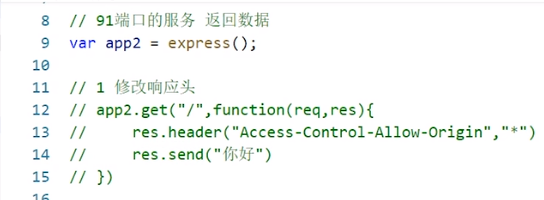 8 // 91端口的服务 返回数据
9 var app2 = express();
10
11 // 1 修改响应头
12 // app2.get("/",function(req,res){
13 //     res.header("Access-Control-Allow-Origin","*")
14 //     res.send("你好")
15 // })